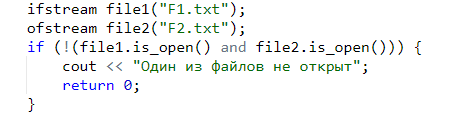 ifstream file1("F1.txt");
ofstream file2("F2.txt");
if (!(file1.is_open() and file2.is_open())) {
    cout << "Один из файлов не открыт";
    return 0;
}